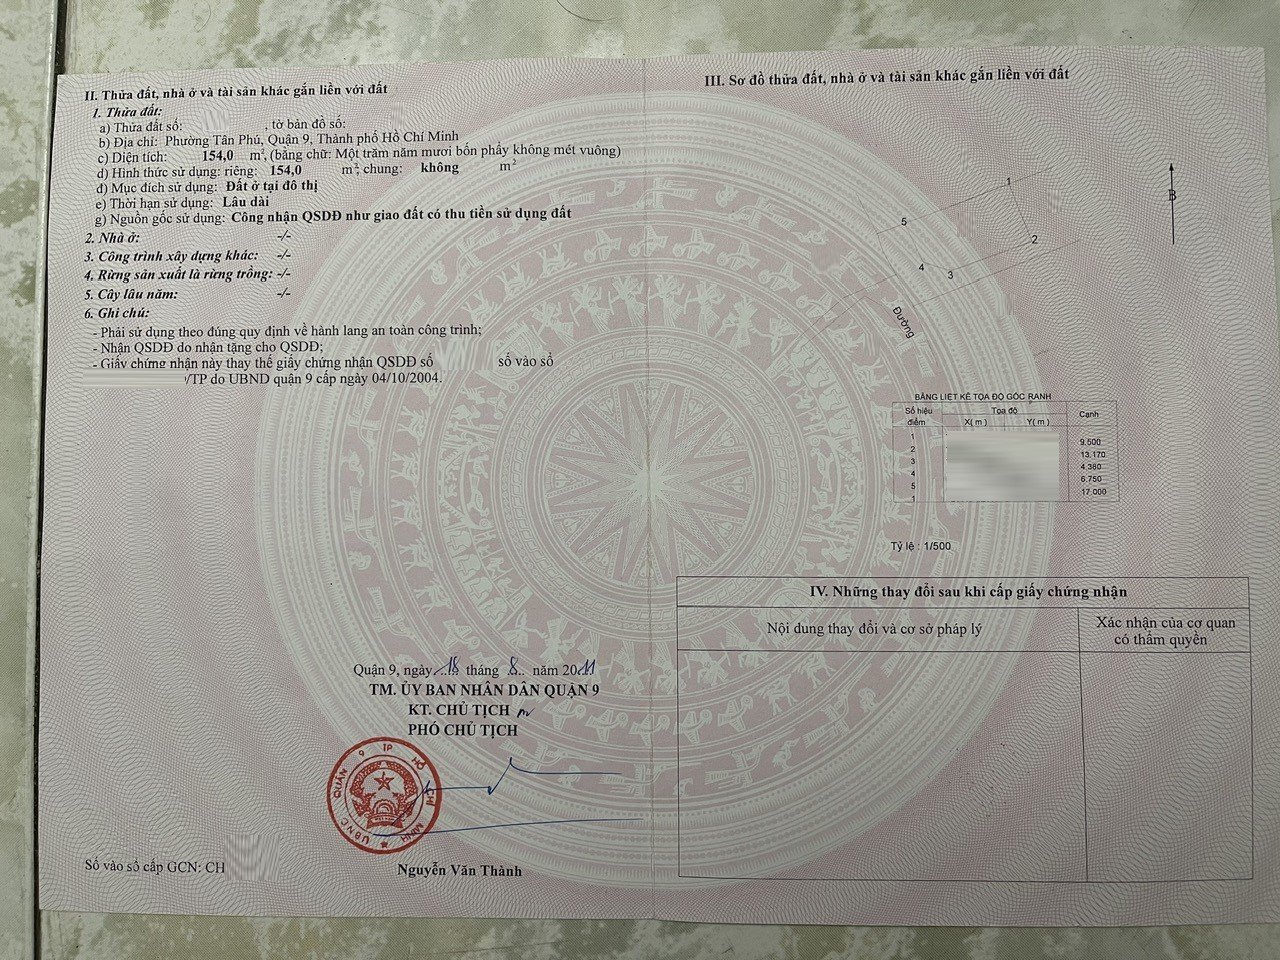 II. Thửa đất, nhà ở và tài sản khác gắn liền với đất
1. Thửa đất:
a) Thửa đất số: , tờ bản đồ số:
b) Địa chỉ: Phường Tân Phú, Quận 9, Thành phố Hồ Chí Minh
c) Diện tích: 154,0 m², (bằng chữ: Một trăm năm mươi bốn phẩy không mét vuông)
d) Hình thức sử dụng: riêng: 154,0 m²; chung: không m²
đ) Mục đích sử dụng: Đất ở tại đô thị
e) Thời hạn sử dụng: Lâu dài
g) Nguồn gốc sử dụng: Công nhận QSDĐ như giao đất có thu tiền sử dụng đất
2. Nhà ở: -/-
3. Công trình xây dựng khác: -/-
4. Rừng sản xuất là rừng trồng: -/-
5. Cây lâu năm: -/-
6. Ghi chú:
- Phải sử dụng theo đúng quy định về hành lang an toàn công trình;
- Nhận QSDĐ do nhận tặng cho QSDĐ;
- Giấy chứng nhận này thay thế giấy chứng nhận QSDĐ số số vào sổ
/TP do UBND quận 9 cấp ngày 04/10/2004.
Quận 9, ngày 18 tháng 8 năm 2011
TM. ỦY BAN NHÂN DÂN QUẬN 9
KT. CHỦ TỊCH
PHÓ CHỦ TỊCH
UBNC QUẬN 9 TP HỒ CHÍ MINH
Nguyễn Văn Thành
Số vào sổ cấp GCN: CH
III. Sơ đồ thửa đất, nhà ở và tài sản khác gắn liền với đất
B
1
5
2
4
3
Đường
BẢNG LIỆT KÊ TỌA ĐỘ GÓC RANH
Số hiệu điểm Tọa độ Cạnh
X( m ) Y( m )
1
9.500
2
13.170
3
4.380
4
6.750
5
17.000
1
Tỷ lệ : 1/500
IV. Những thay đổi sau khi cấp giấy chứng nhận
Nội dung thay đổi và cơ sở pháp lý
Xác nhận của cơ quan
có thẩm quyền